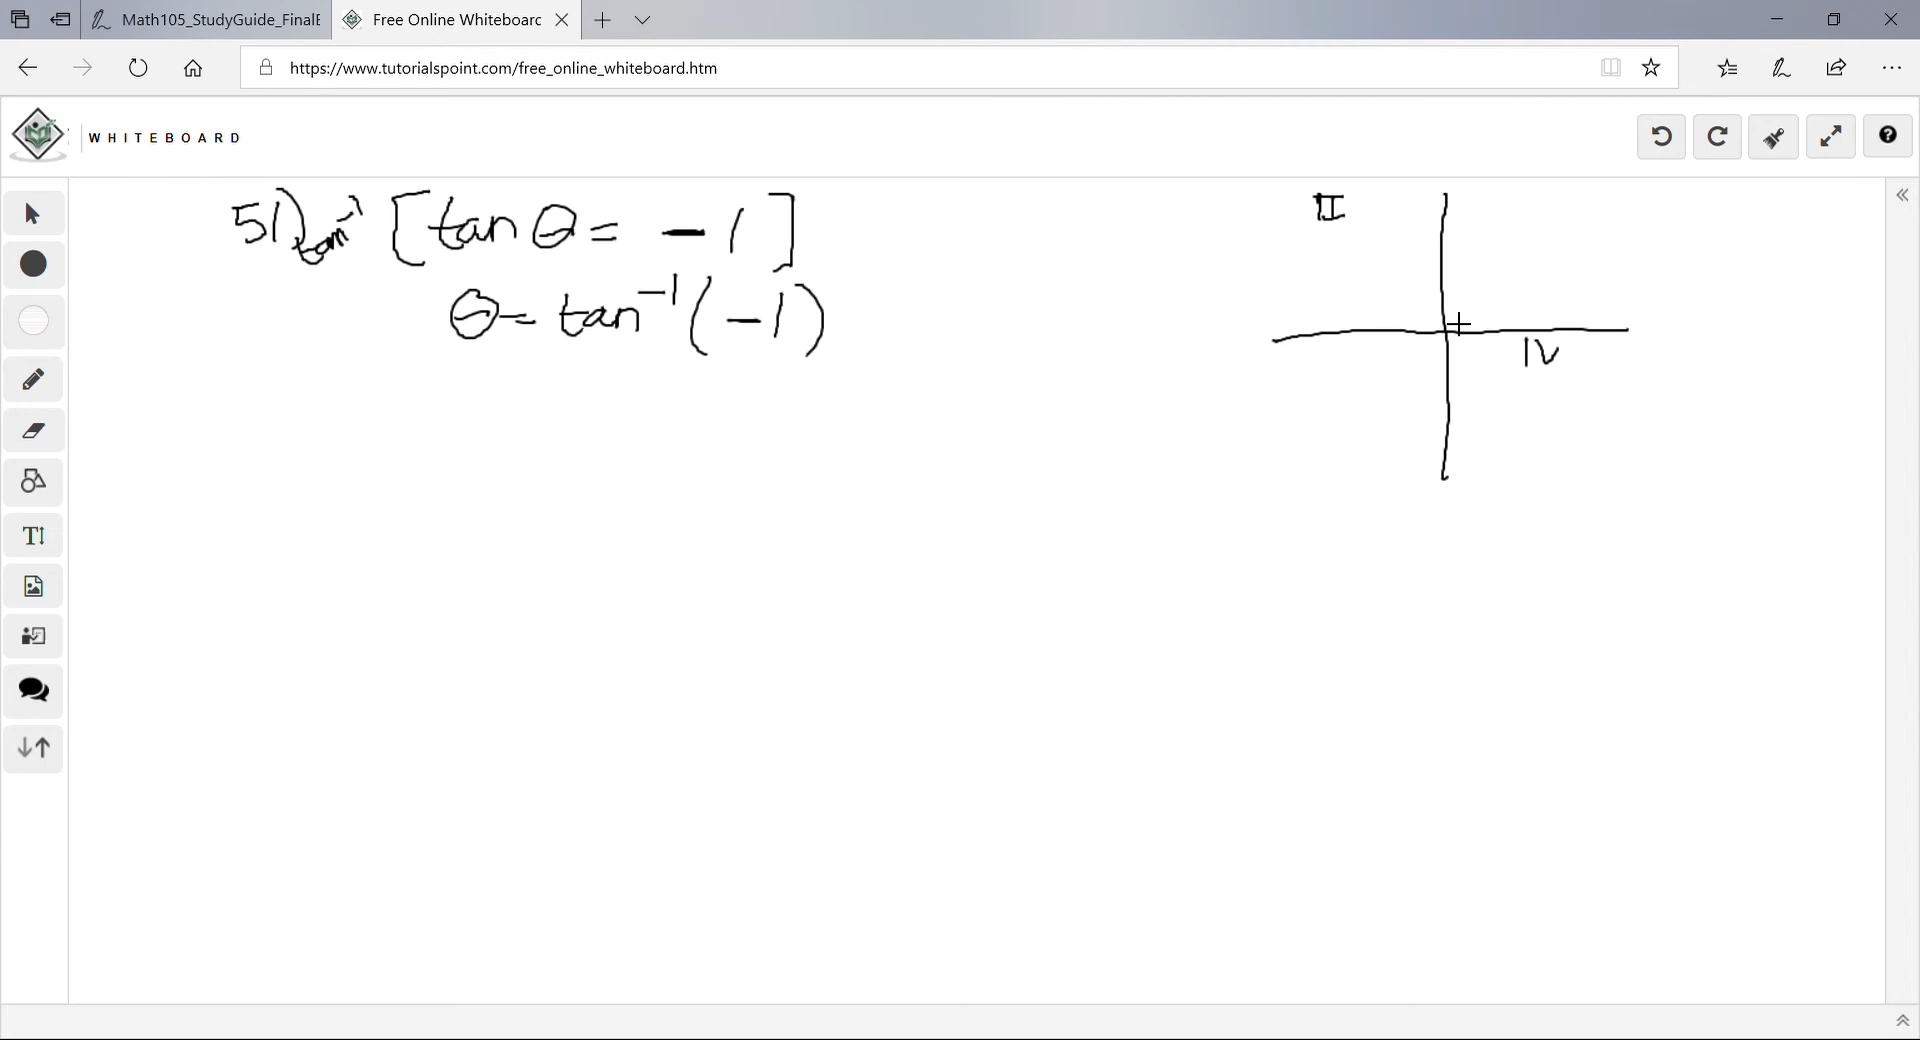 Math105_StudyGuide_FinalE
Free Online Whiteboard
https://www.tutorialspoint.com/free_online_whiteboard.htm
WHITEBOARD
51) tan⁻¹ [tan θ = -1]
θ = tan⁻¹(-1)
II
IV